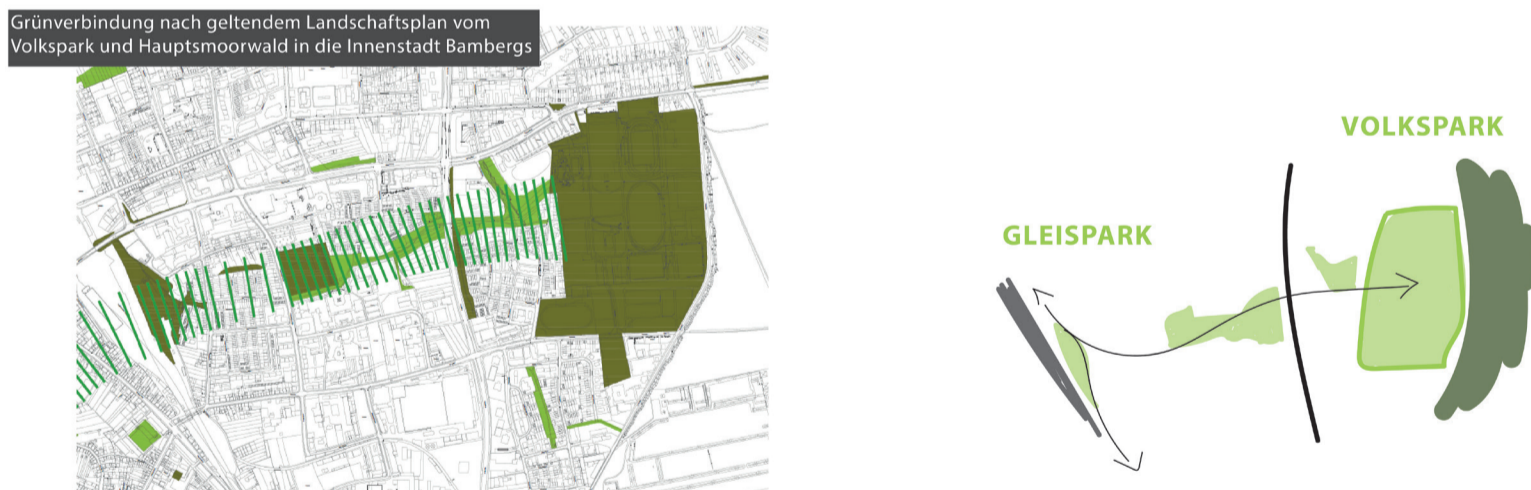 Grünverbindung nach geltendem Landschaftsplan vom
Volkspark und Hauptsmoorwald in die Innenstadt Bambergs
VOLKSPARK
GLEISPARK